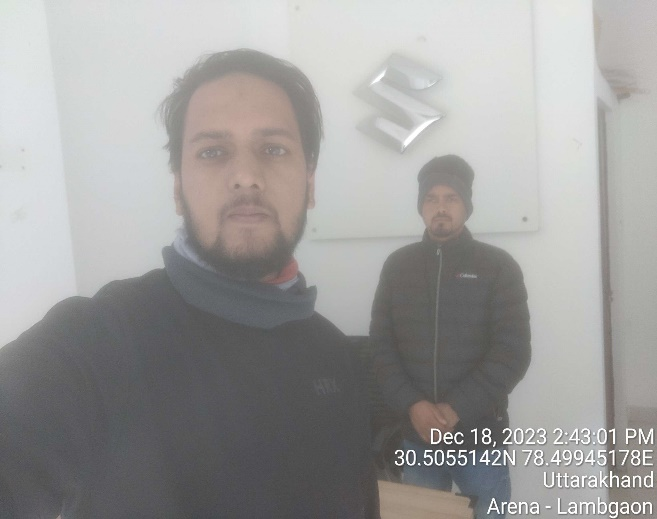 Dec 18, 2023 2:43:01 PM
30.5055142N 78.49945178E
Uttarakhand
Arena - Lambgaon